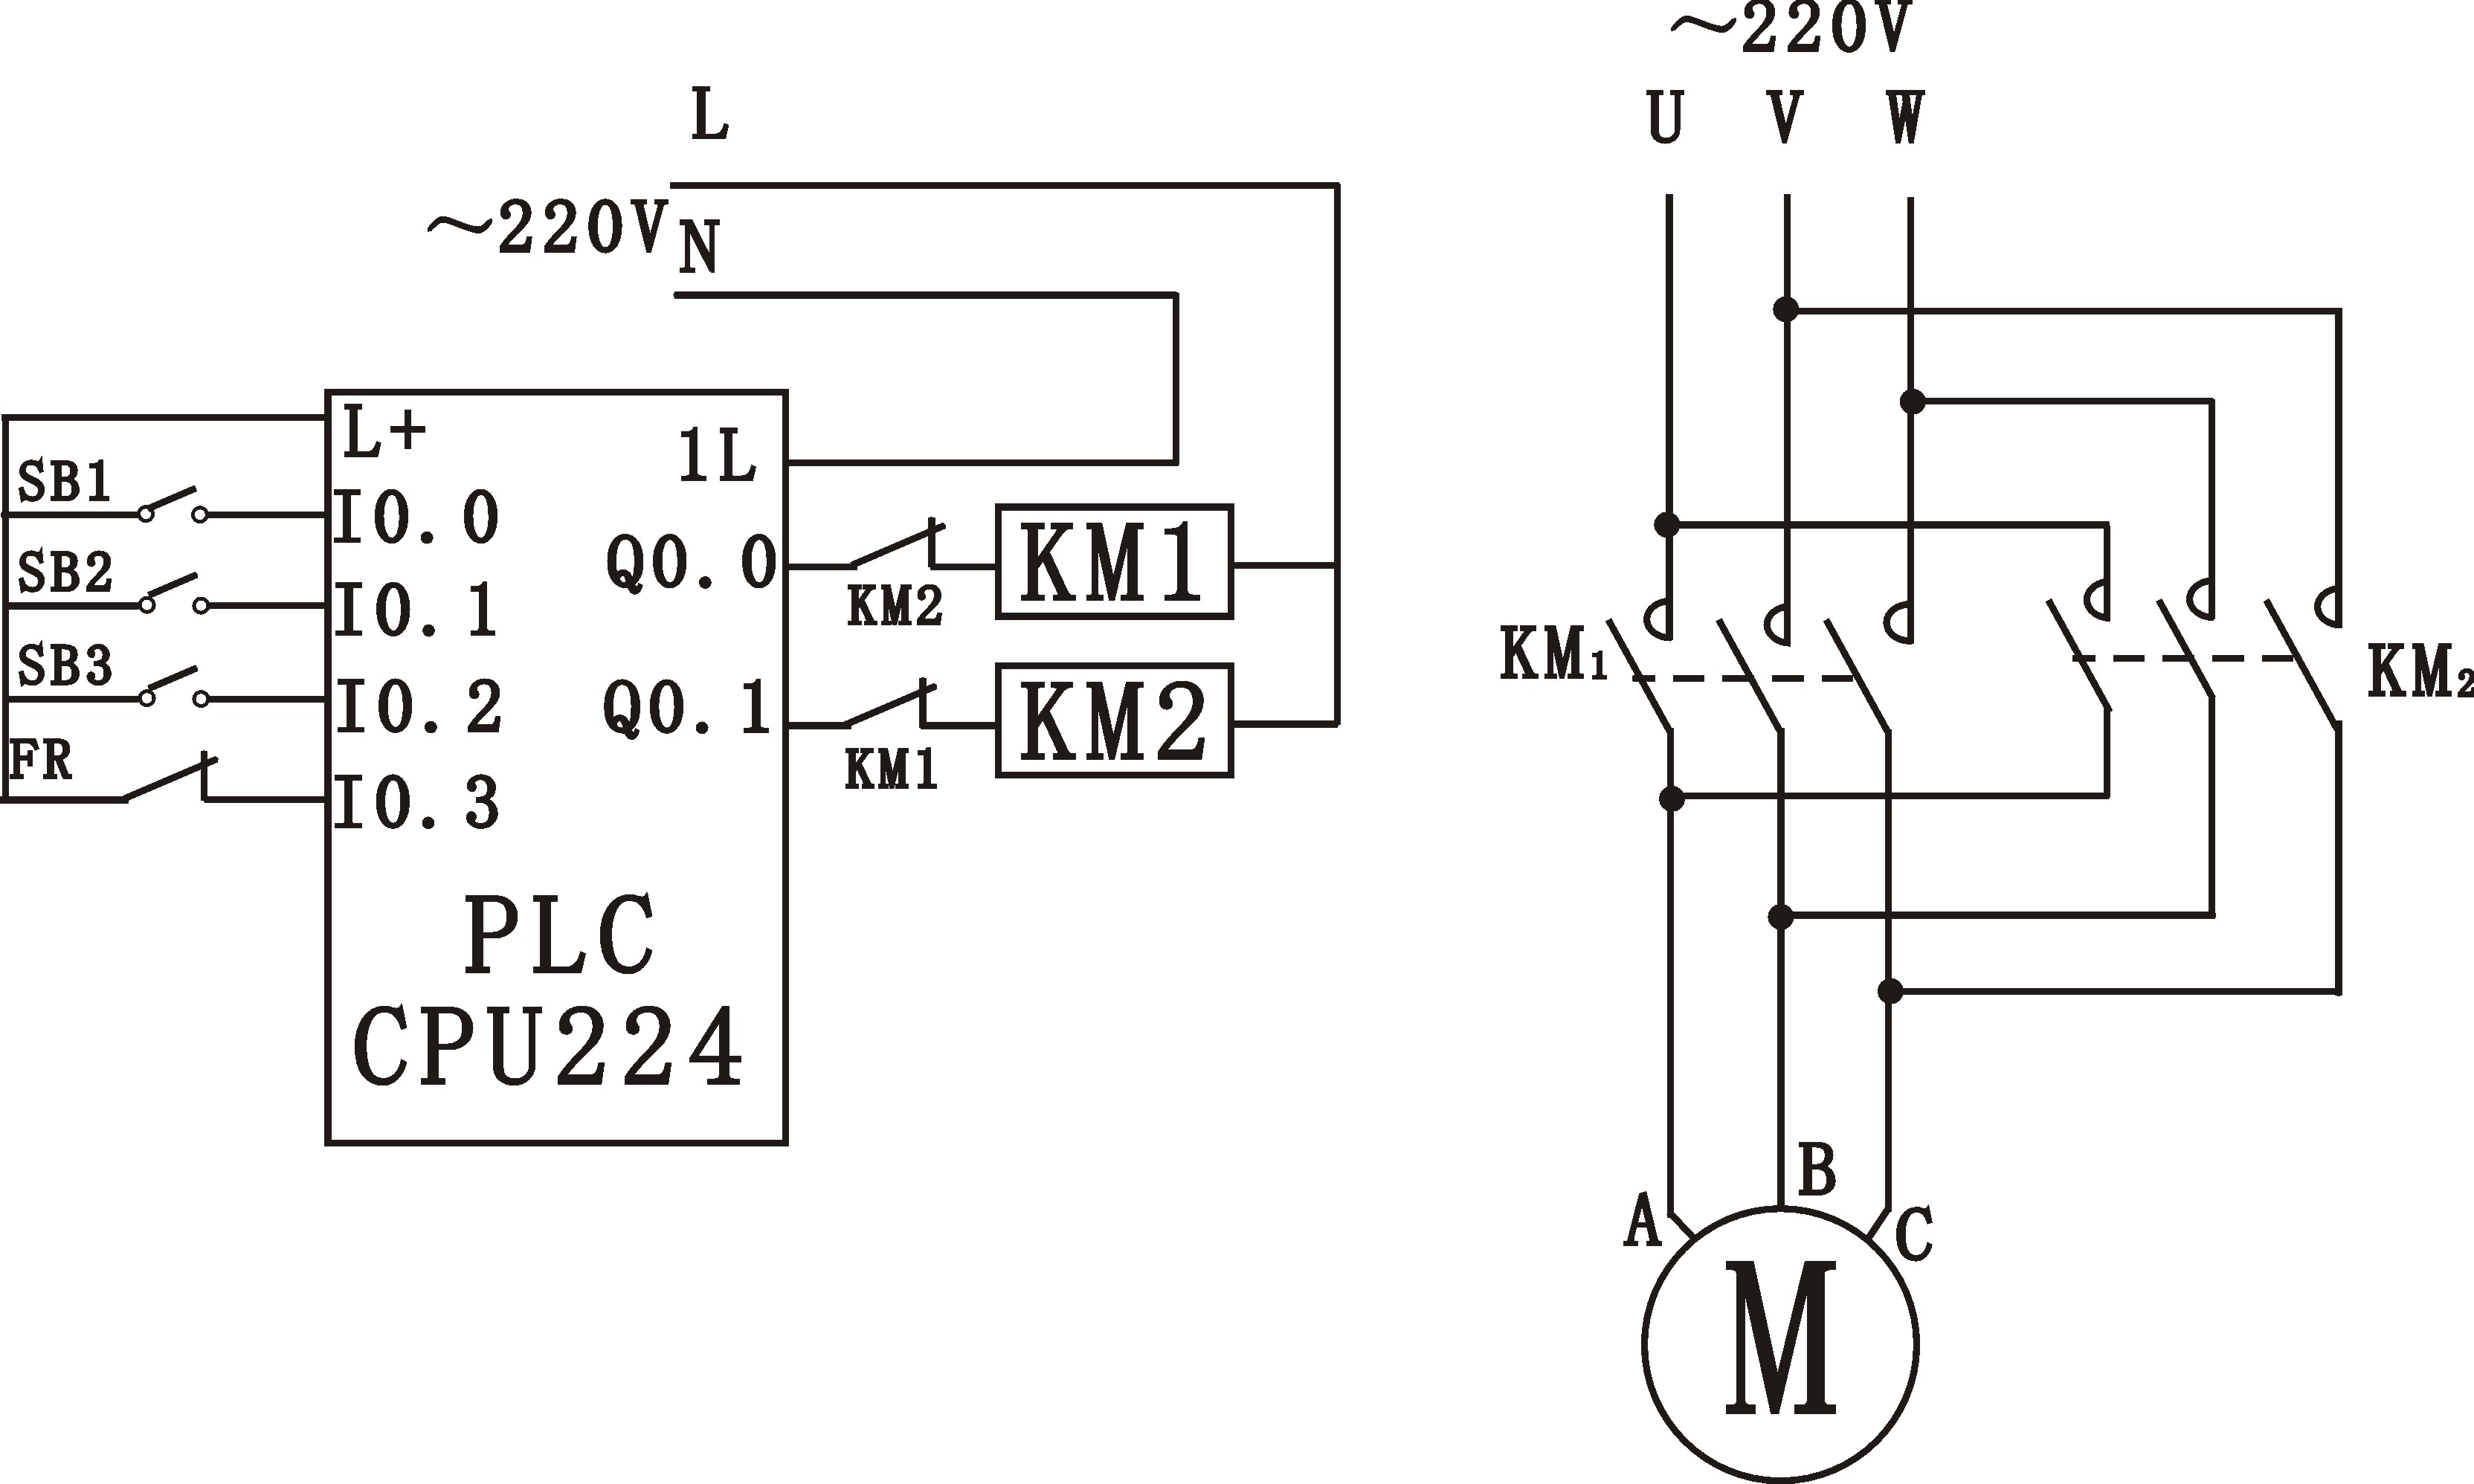 ~220V
U V W
L
~220V
N
L+
1L
SB1
I0.0
Q0.0
KM1
KM2
SB2
I0.1
SB3
I0.2
Q0.1
KM2
KM1
FR
I0.3
KM1
KM2
PLC
CPU224
A
B
C
M